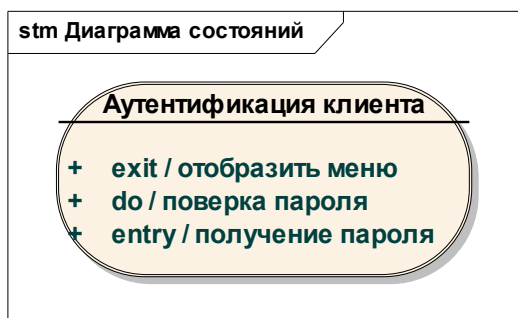 stm Диаграмма состояний
Аутентификация клиента
+ exit / отобразить меню
+ do / поверка пароля
+ entry / получение пароля